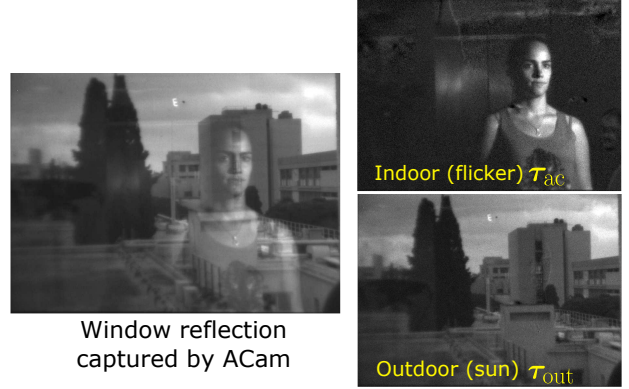 Indoor (flicker) τac
Window reflection
captured by ACam
Outdoor (sun) τout